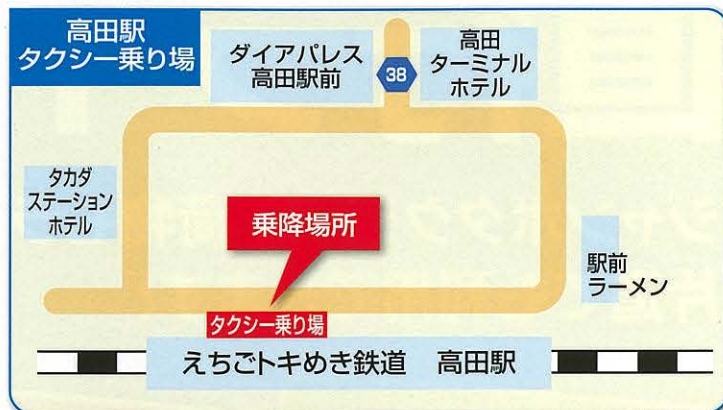 高田駅
タクシー乗り場
ダイアパレス
高田駅前
38
高田
ターミナル
ホテル
タカダ
ステーション
ホテル
乗降場所
駅前
ラーメン
タクシー乗り場
えちごトキめき鉄道 高田駅